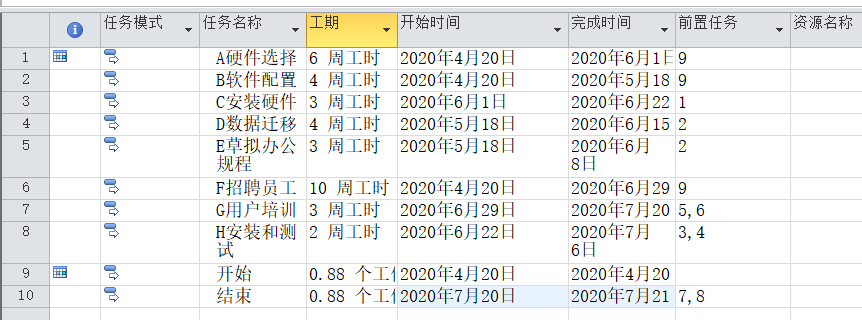 任务模式 任务名称 工期 开始时间 完成时间 前置任务 资源名称
1 A硬件选择 6 周工时 2020年4月20日 2020年6月1日 9
2 B软件配置 4 周工时 2020年4月20日 2020年5月18 9
3 C安装硬件 3 周工时 2020年6月1日 2020年6月22 1
4 D数据迁移 4 周工时 2020年5月18日 2020年6月15 2
5 E草拟办公 3 周工时 2020年5月18日 2020年6月 2
规程 8日
6 F招聘员工 10 周工时 2020年4月20日 2020年6月29 9
7 G用户培训 3 周工时 2020年6月29日 2020年7月20 5,6
8 H安装和测 2 周工时 2020年6月22日 2020年7月 3,4
试 6日
9 开始 0.88 个工 2020年4月20日 2020年4月20
10 结束 0.88 个工 2020年7月20日 2020年7月21 7,8